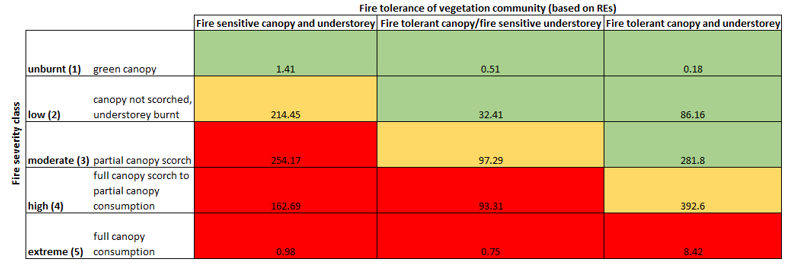 Fire tolerance of vegetation community (based on REs)
Fire sensitive canopy and understorey Fire tolerant canopy/fire sensitive understorey Fire tolerant canopy and understorey
Fire severity class
unburnt (1) green canopy 1.41 0.51 0.18
canopy not scorched,
low (2) understorey burnt 214.45 32.41 86.16
moderate (3) partial canopy scorch 254.17 97.29 281.8
full canopy scorch to
partial canopy
high (4) consumption 162.69 93.31 392.6
full canopy
extreme (5) consumption 0.98 0.75 8.42